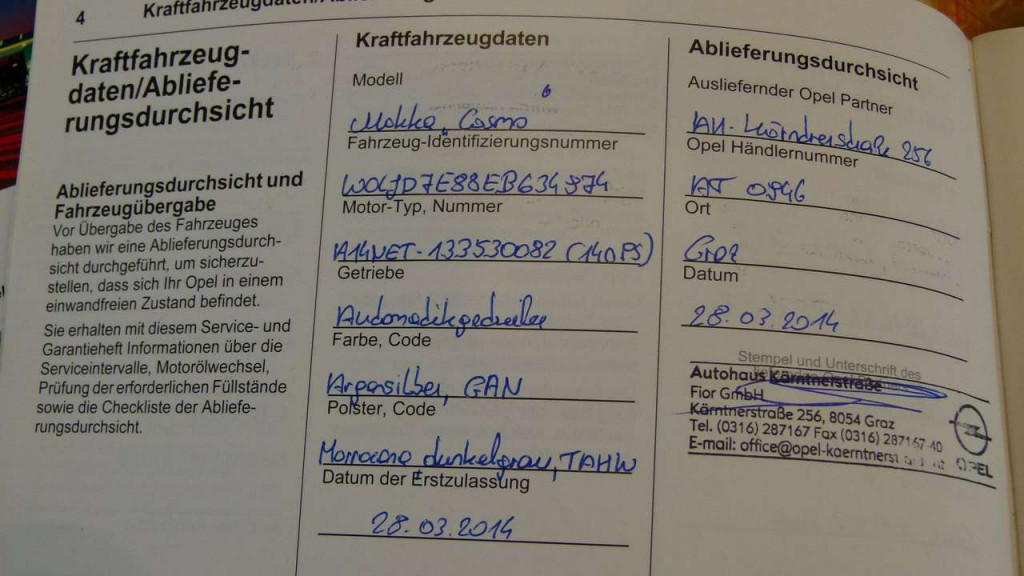 4
Kraftfahrzeug-
daten/Abliefe-
rungsdurchsicht
Ablieferungsdurchsicht und
Fahrzeugübergabe
Vor Übergabe des Fahrzeuges
haben wir eine Ablieferungsdurch-
sicht durchgeführt, um sicherzu-
stellen, dass sich Ihr Opel in einem
einwandfreien Zustand befindet.
Sie erhalten mit diesem Service- und
Garantieheft Informationen über die
Serviceintervalle, Motorölwechsel,
Prüfung der erforderlichen Füllstände
sowie die Checkliste der Abliefe-
rungsdurchsicht.
Kraftfahrzeugdaten
Modell
Mokka Cosmo
Fahrzeug-Identifizierungsnummer
W0LJD7E88EB634974
Motor-Typ, Nummer
A14NET-133530082 (140PS)
Getriebe
Automatikgetriebe
Farbe, Code
Argonsilber, GAN
Polster, Code
Morrocana dunkelgrau, TAHW
Datum der Erstzulassung
28.03.2014
Ablieferungsdurchsicht
Ausliefernder Opel Partner
AH-Kärntnerstraße 256
Opel Händlernummer
AT 0946
Ort
Graz
Datum
28.03.2014
Stempel und Unterschrift des
Autohaus Kärntnerstraße
Fior GmbH
Kärntnerstraße 256, 8054 Graz
Tel. (0316) 287167 Fax (0316) 287167-40
E-mail: office@opel-kaerntnerst
OPEL